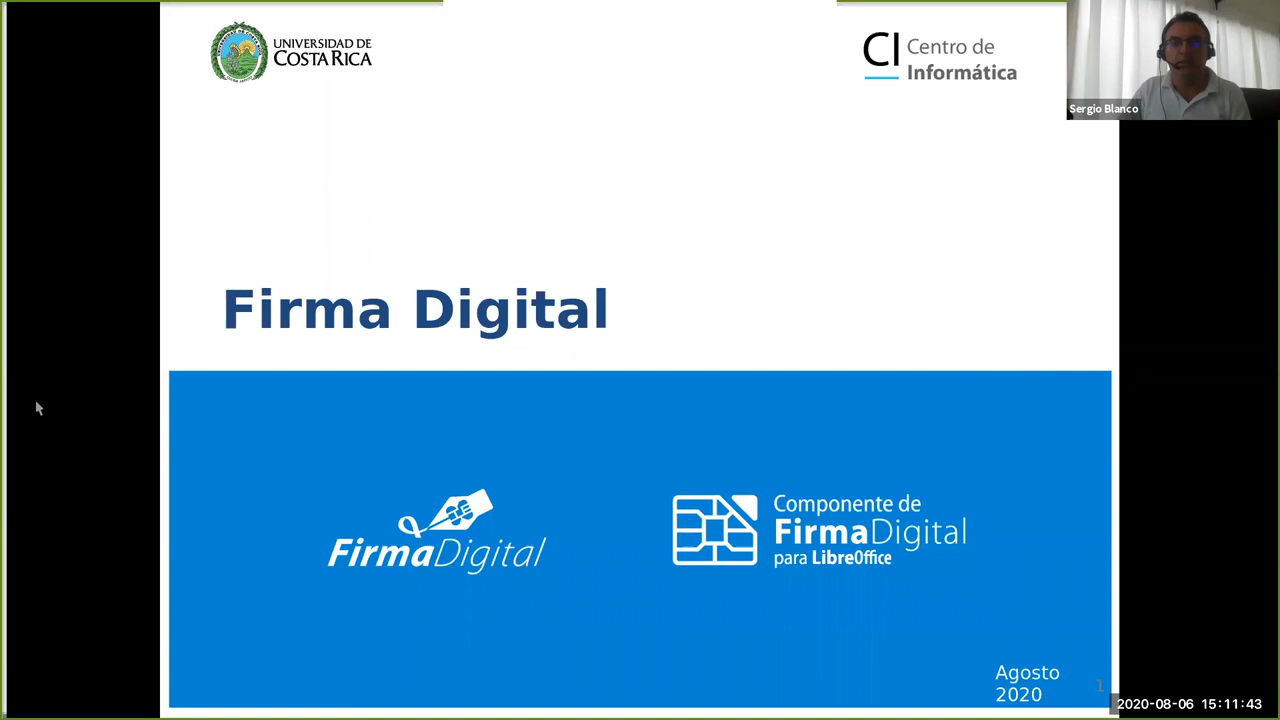 UNIVERSIDAD DE
COSTA RICA
CI Centro de
Informática
Sergio Blanco
Firma Digital
FirmaDigital
Componente de
FirmaDigital
para LibreOffice
Agosto
2020
1
2020-08-06 15:11:43